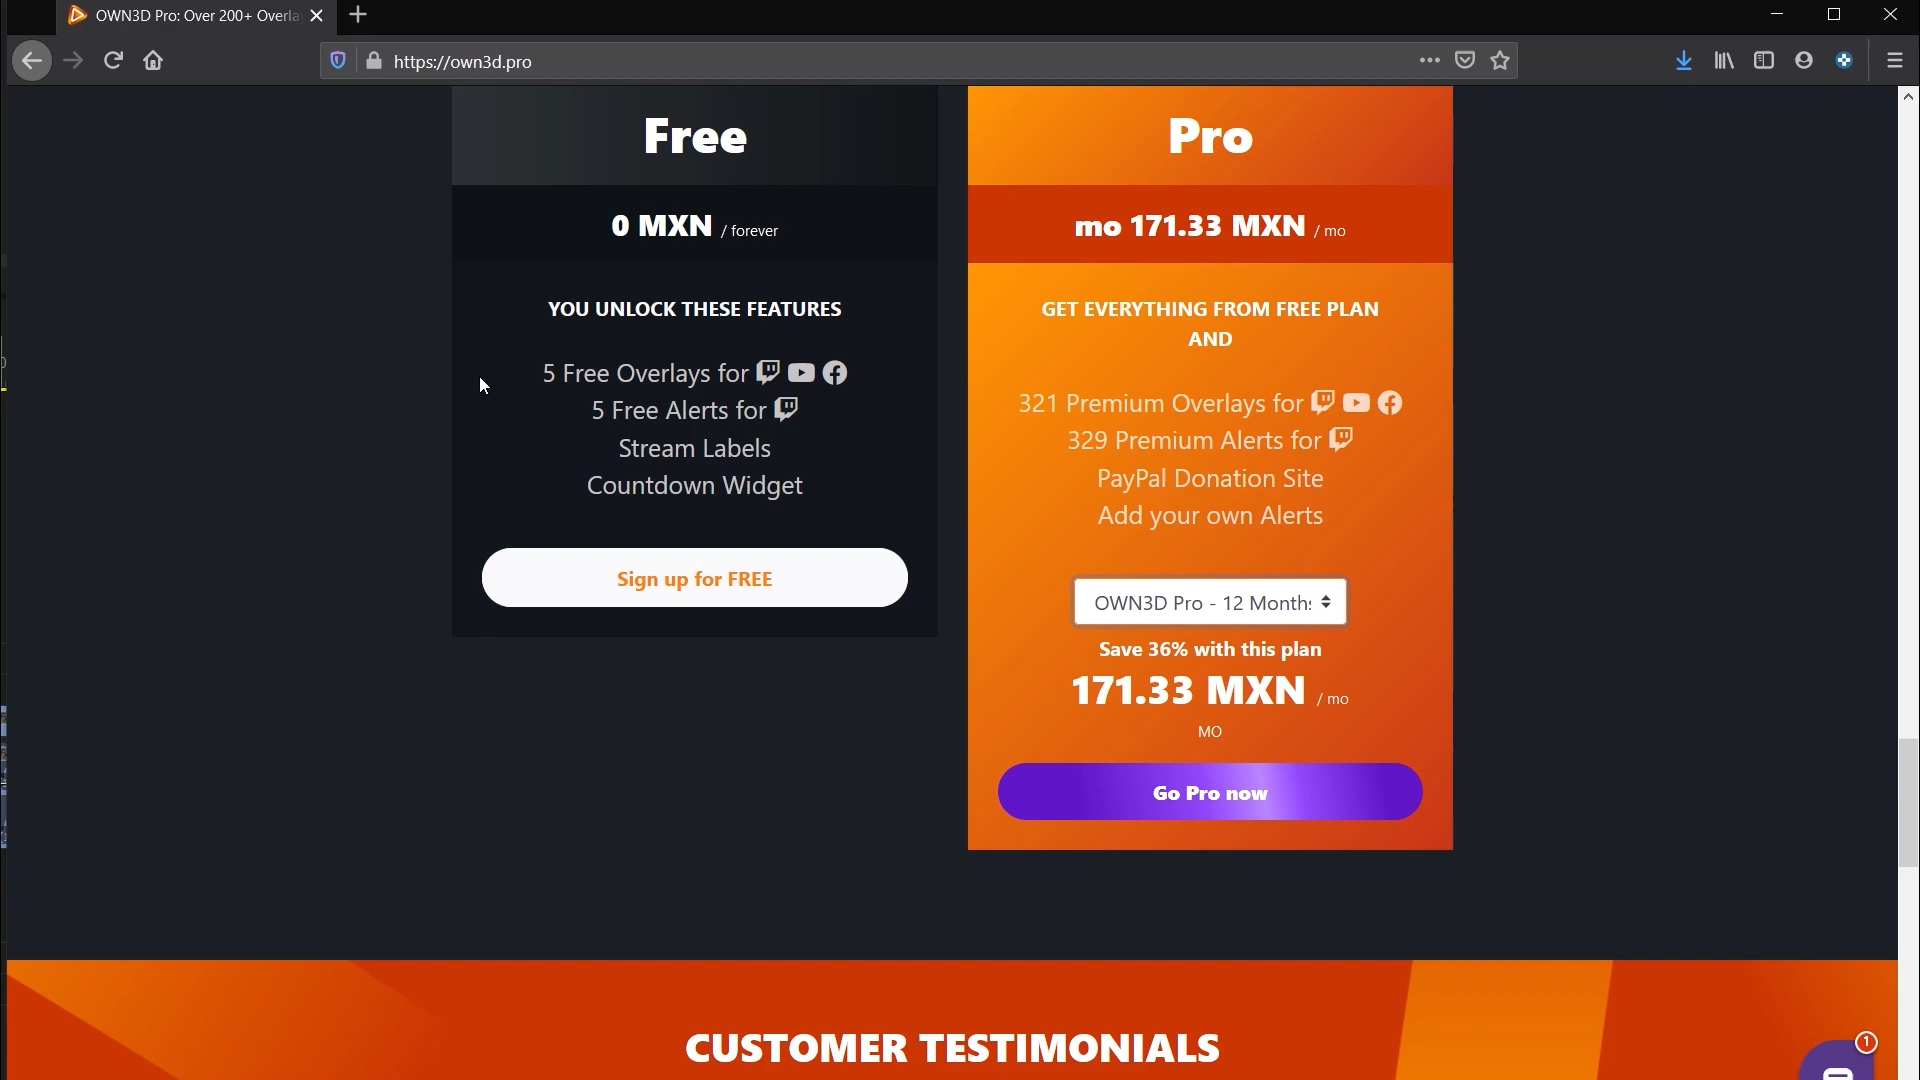 OWN3D Pro: Over 200+ Overla
https://own3d.pro
Free
0 MXN / forever
YOU UNLOCK THESE FEATURES
5 Free Overlays for
5 Free Alerts for
Stream Labels
Countdown Widget
Sign up for FREE
Pro
mo 171.33 MXN / mo
GET EVERYTHING FROM FREE PLAN
AND
321 Premium Overlays for
329 Premium Alerts for
PayPal Donation Site
Add your own Alerts
OWN3D Pro - 12 Months
Save 36% with this plan
171.33 MXN / mo
MO
Go Pro now
CUSTOMER TESTIMONIALS
1